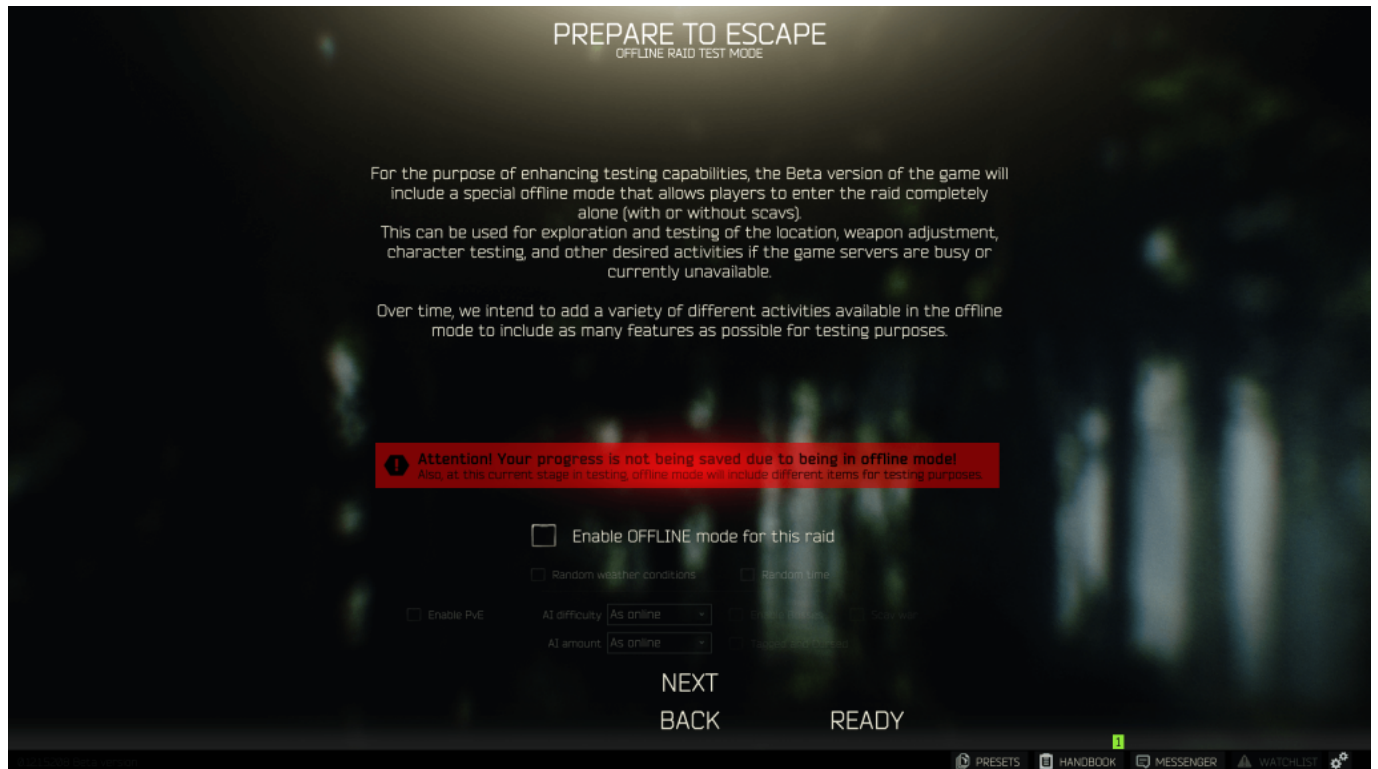 PREPARE TO ESCAPE
OFFLINE RAID TEST MODE
For the purpose of enhancing testing capabilities, the Beta version of the game will
include a special offline mode that allows players to enter the raid completely
alone (with or without scavs).
This can be used for exploration and testing of the location, weapon adjustment,
character testing, and other desired activities if the game servers are busy or
currently unavailable.
Over time, we intend to add a variety of different activities available in the offline
mode to include as many features as possible for testing purposes.
Attention! Your progress is not being saved due to being in offline mode!
Also, at this current stage in testing, offline mode will include different items for testing purposes.
Enable OFFLINE mode for this raid
Random weather conditions Random time
Enable PvE AI difficulty As online
AI amount As online
NEXT
BACK READY
1
Beta version PRESETS HANDBOOK MESSENGER WATCHLIST